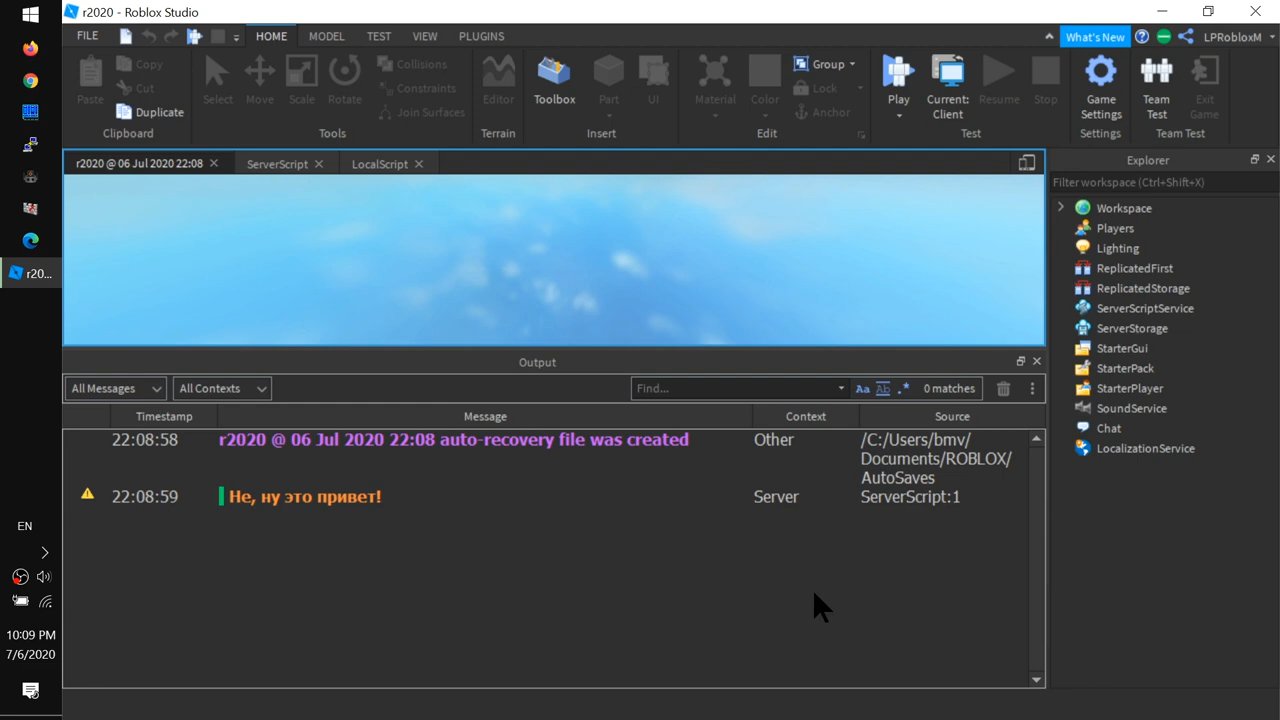 r2020 - Roblox Studio
FILE
HOME
MODEL
TEST
VIEW
PLUGINS
What's New
LPRobloxM
Paste
Copy
Cut
Duplicate
Clipboard
Select
Move
Scale
Rotate
Collisions
Constraints
Join Surfaces
Tools
Editor
Terrain
Toolbox
Part
UI
Insert
Material
Color
Group
Lock
Anchor
Edit
Play
Current:
Client
Resume
Stop
Test
Game
Settings
Settings
Team
Test
Exit
Game
Team Test
r2020 @ 06 Jul 2020 22:08
ServerScript
LocalScript
Explorer
Filter workspace (Ctrl+Shift+X)
Workspace
Players
Lighting
ReplicatedFirst
ReplicatedStorage
ServerScriptService
ServerStorage
StarterGui
StarterPack
StarterPlayer
SoundService
Chat
LocalizationService
Output
All Messages
All Contexts
Find...
Aa
Ab
.*
0 matches
Timestamp
Message
Context
Source
22:08:58
r2020 @ 06 Jul 2020 22:08 auto-recovery file was created
Other
/C:/Users/bmv/
Documents/ROBLOX/
AutoSaves
22:08:59
Не, ну это привет!
Server
ServerScript:1
r20...
EN
10:09 PM
7/6/2020